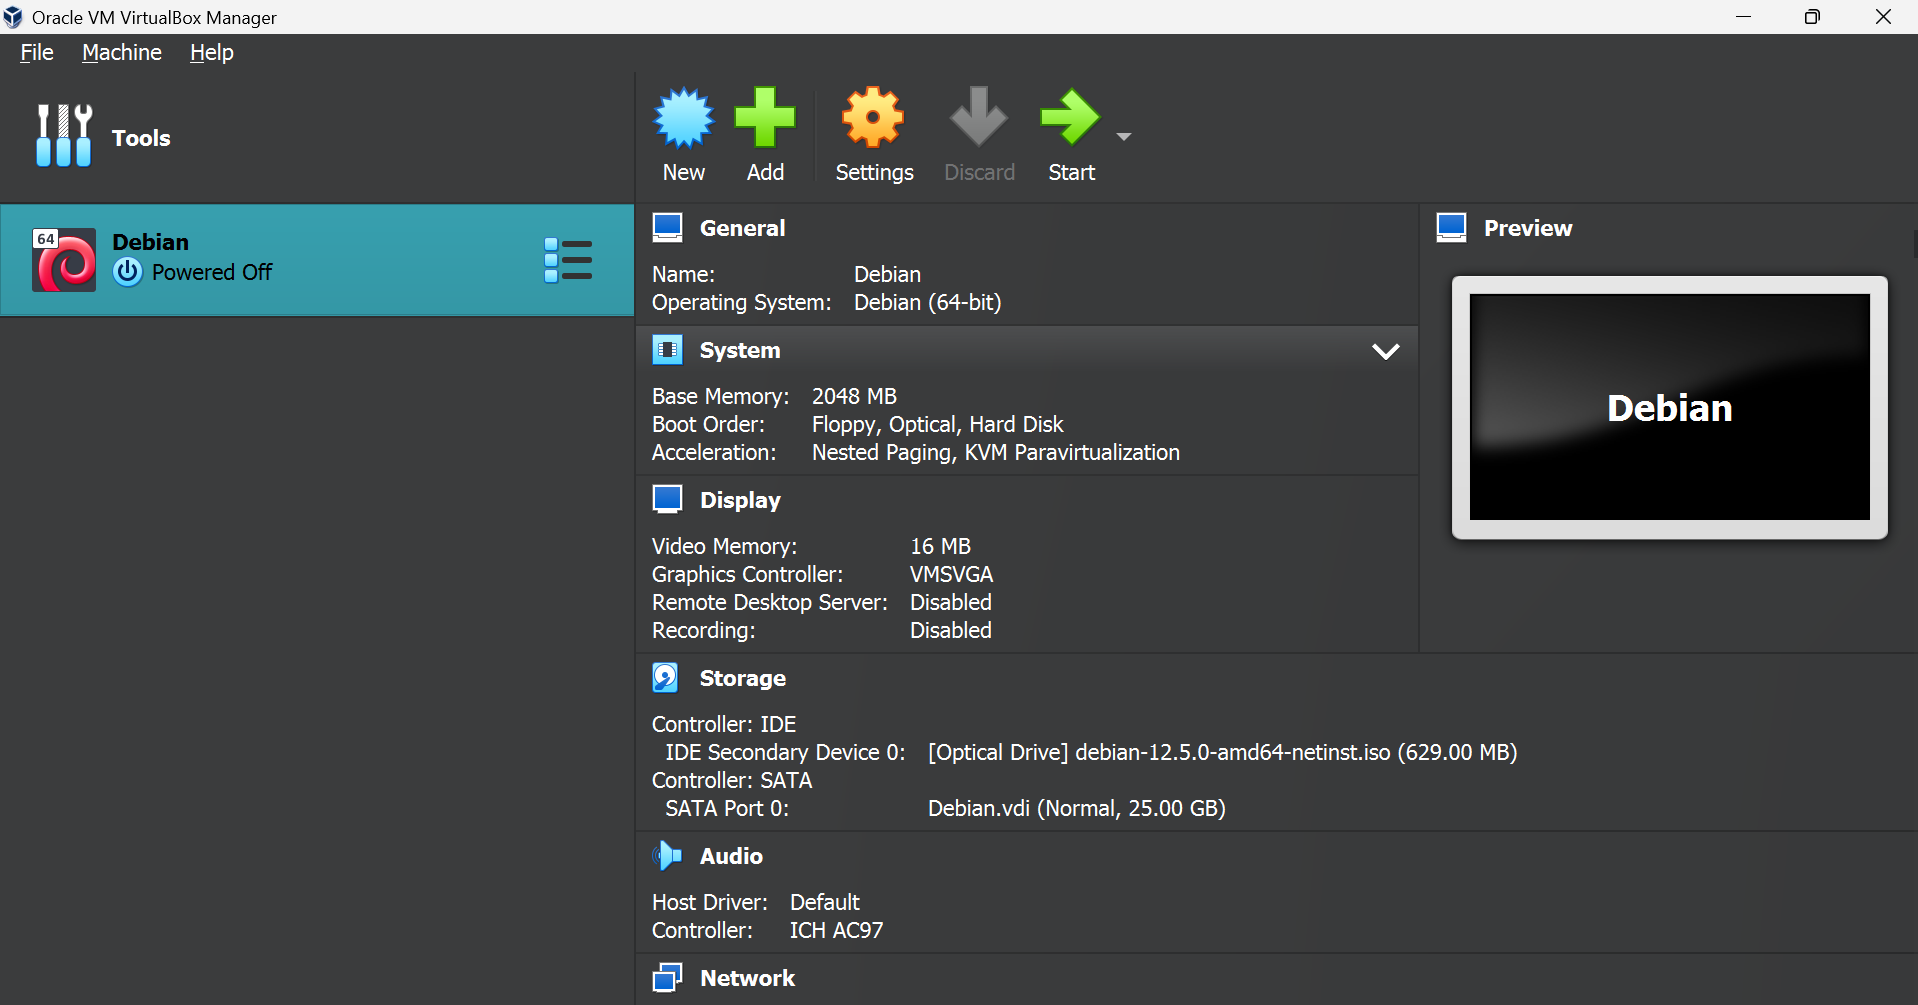 Oracle VM VirtualBox Manager
File Machine Help
Tools
New Add Settings Discard Start
64
Debian
Powered Off
General
Name: Debian
Operating System: Debian (64-bit)
System
Base Memory: 2048 MB
Boot Order: Floppy, Optical, Hard Disk
Acceleration: Nested Paging, KVM Paravirtualization
Display
Video Memory: 16 MB
Graphics Controller: VMSVGA
Remote Desktop Server: Disabled
Recording: Disabled
Preview
Debian
Storage
Controller: IDE
IDE Secondary Device 0: [Optical Drive] debian-12.5.0-amd64-netinst.iso (629.00 MB)
Controller: SATA
SATA Port 0: Debian.vdi (Normal, 25.00 GB)
Audio
Host Driver: Default
Controller: ICH AC97
Network